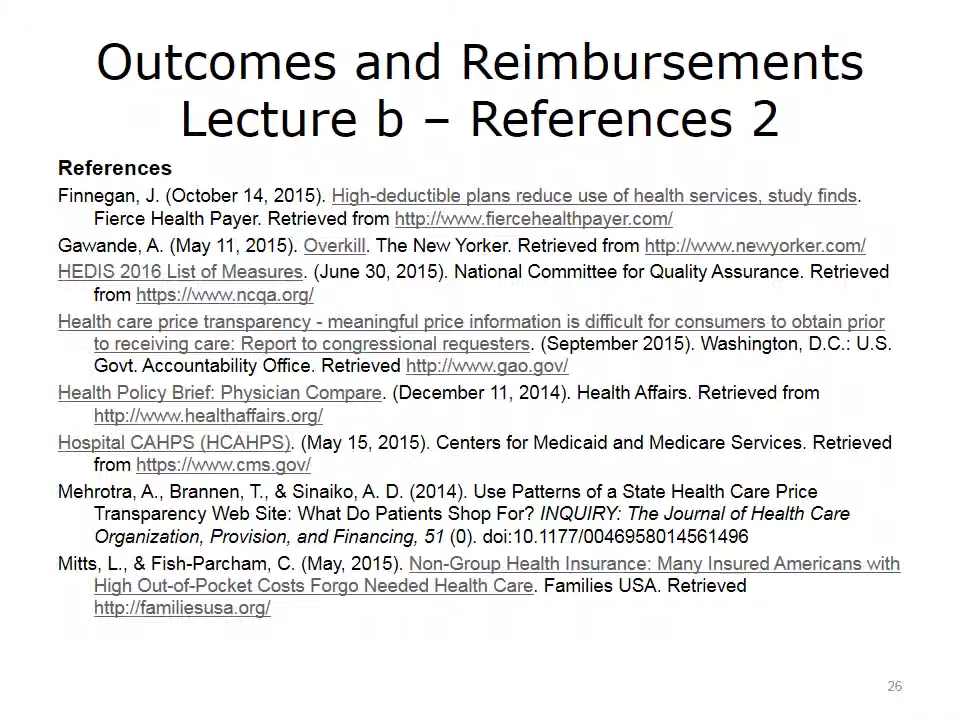 Outcomes and Reimbursements
Lecture b – References 2
References
Finnegan, J. (October 14, 2015). High-deductible plans reduce use of health services, study finds.
Fierce Health Payer. Retrieved from http://www.fiercehealthpayer.com/
Gawande, A. (May 11, 2015). Overkill. The New Yorker. Retrieved from http://www.newyorker.com/
HEDIS 2016 List of Measures. (June 30, 2015). National Committee for Quality Assurance. Retrieved
from https://www.ncqa.org/
Health care price transparency - meaningful price information is difficult for consumers to obtain prior
to receiving care: Report to congressional requesters. (September 2015). Washington, D.C.: U.S.
Govt. Accountability Office. Retrieved http://www.gao.gov/
Health Policy Brief: Physician Compare. (December 11, 2014). Health Affairs. Retrieved from
http://www.healthaffairs.org/
Hospital CAHPS (HCAHPS). (May 15, 2015). Centers for Medicaid and Medicare Services. Retrieved
from https://www.cms.gov/
Mehrotra, A., Brannen, T., & Sinaiko, A. D. (2014). Use Patterns of a State Health Care Price
Transparency Web Site: What Do Patients Shop For? INQUIRY: The Journal of Health Care
Organization, Provision, and Financing, 51 (0). doi:10.1177/0046958014561496
Mitts, L., & Fish-Parcham, C. (May, 2015). Non-Group Health Insurance: Many Insured Americans with
High Out-of-Pocket Costs Forgo Needed Health Care. Families USA. Retrieved
http://familiesusa.org/
26